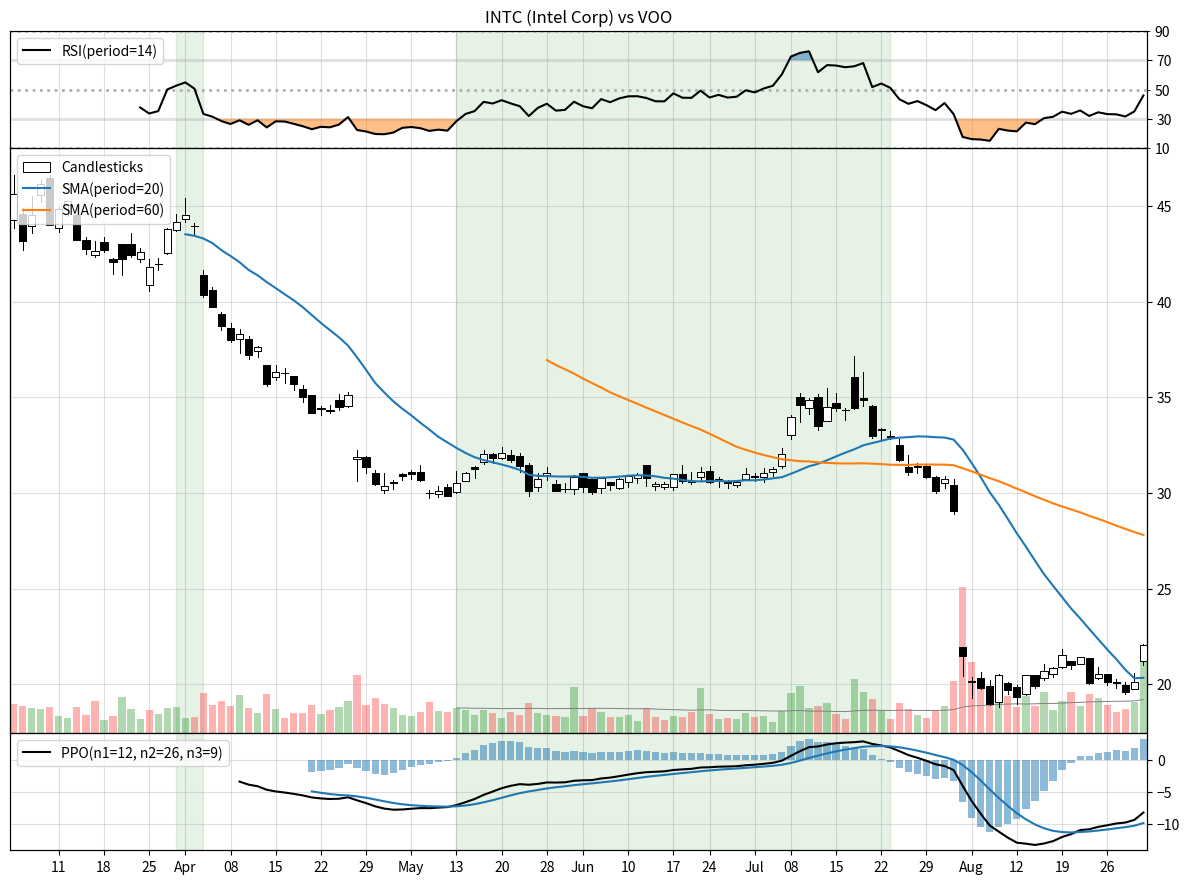 INTC (Intel Corp) vs VOO
RSI(period=14)
90
70
50
30
10
Candlesticks
SMA(period=20)
SMA(period=60)
45
40
35
30
25
20
PPO(n1=12, n2=26, n3=9)
0
−5
−10
11 18 25 Apr 08 15 22 29 May 13 20 28 Jun 10 17 24 Jul 08 15 22 29 Aug 12 19 26